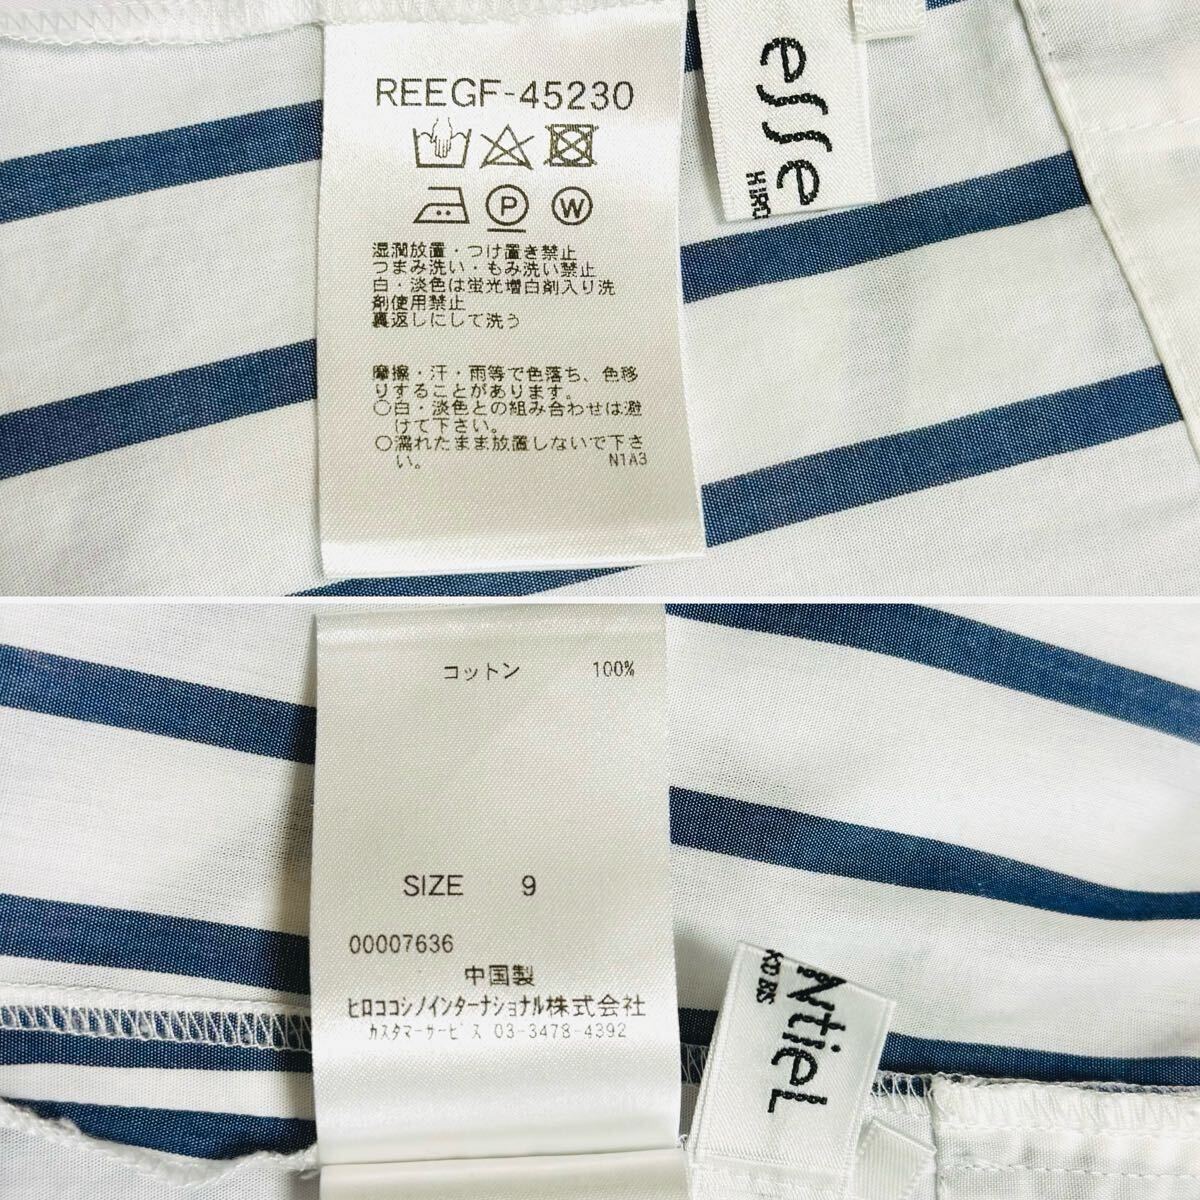 REEGF-45230
P
W
湿潤放置・つけ置き禁止
つまみ洗い・もみ洗い禁止
白・淡色は蛍光増白剤入り洗
剤使用禁止
裏返しにして洗う
摩擦・汗・雨等で色落ち、色移
りすることがあります。
○白・淡色との組み合わせは避
けて下さい。
○濡れたまま放置しないで下さ
い。
N1A3
esse
HIRO
コットン 100%
SIZE 9
00007636
中国製
ヒロココシノインターナショナル株式会社
カスタマーサービス 03-3478-4392
NtieL
KO BIS